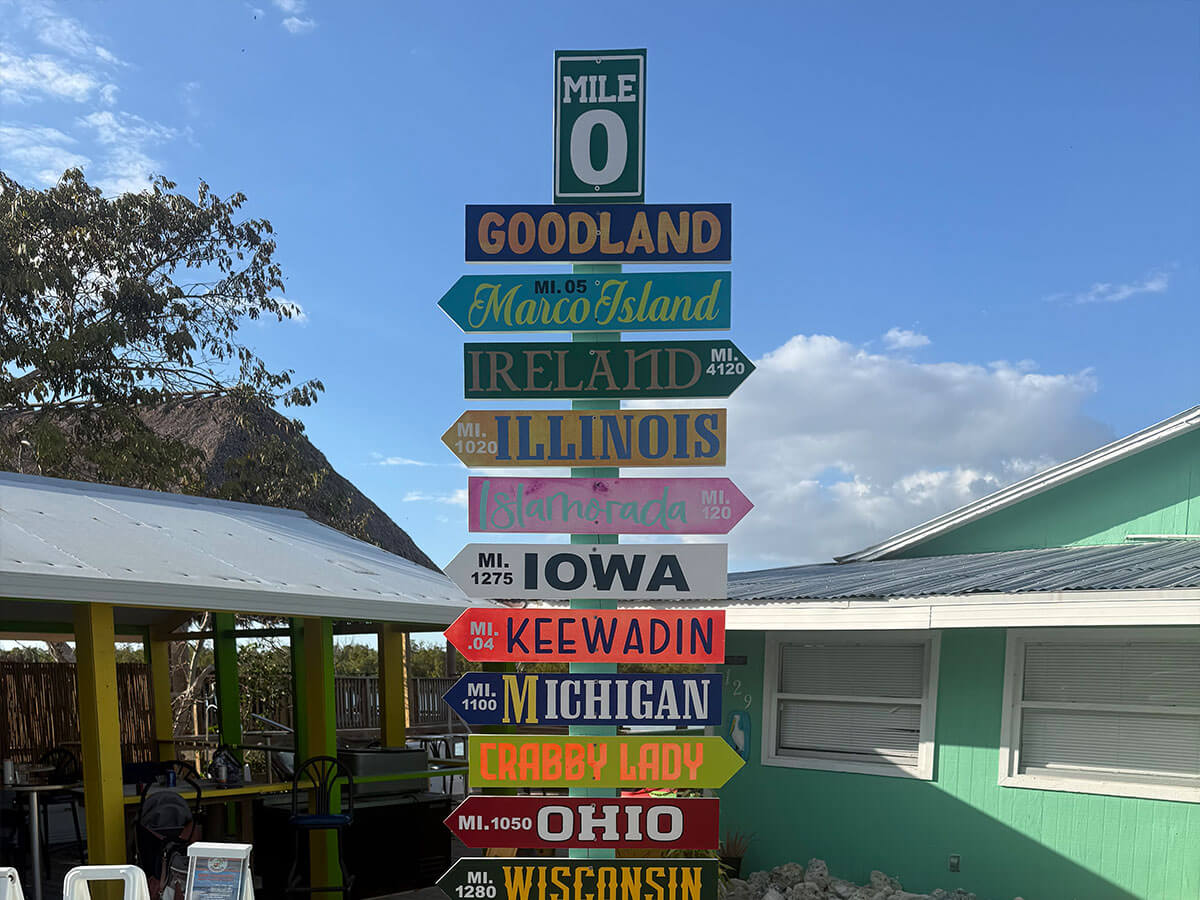 MILE
0
GOODLAND
MI. 05
Marco Island
IRELAND MI. 4120
MI. 1020 ILLINOIS
Islamorada MI. 120
MI. 1275 IOWA
MI. .04 KEEWADIN
MI. 1100 MICHIGAN
CRABBY LADY
MI. 1050 OHIO
MI. 1280 WISCONSIN